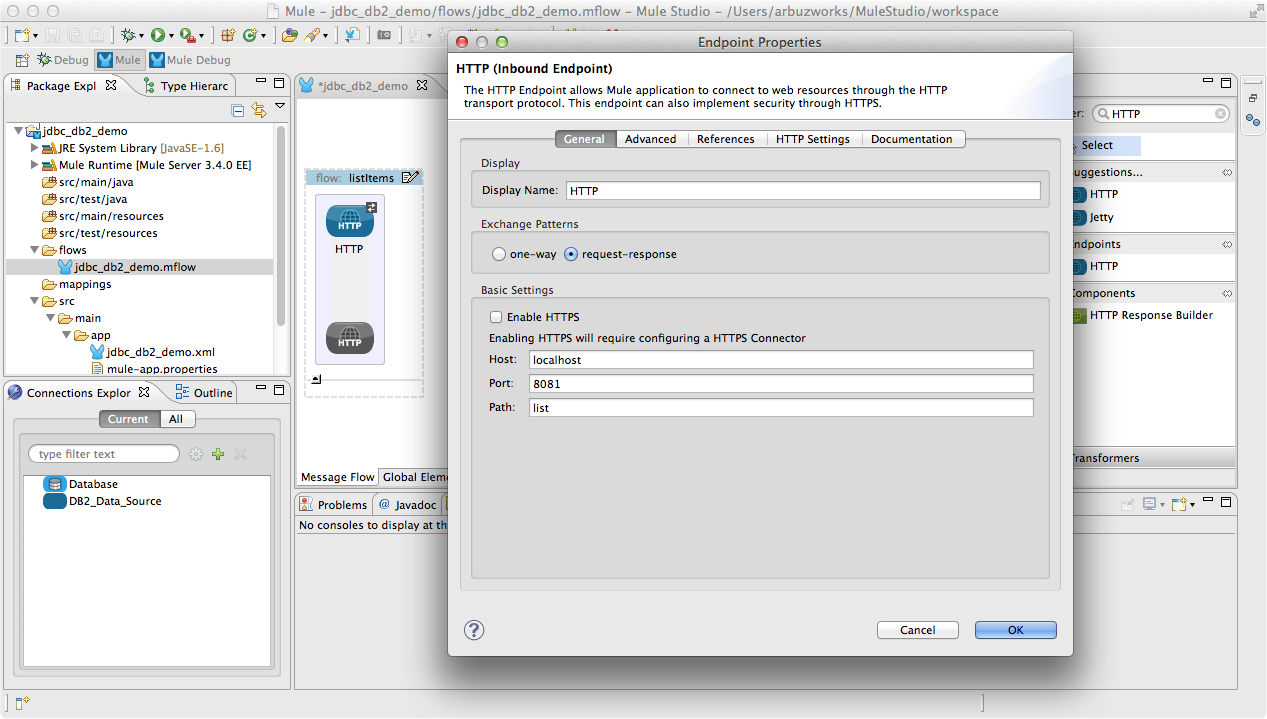 Mule – jdbc_db2_demo/flows/jdbc_db2_demo.mflow – Mule Studio – /Users/arbuzworks/MuleStudio/workspace
Debug
Mule
Mule Debug
Package Expl
Type Hierarc
jdbc_db2_demo
JRE System Library [JavaSE-1.6]
Mule Runtime [Mule Server 3.4.0 EE]
src/main/java
src/test/java
src/main/resources
src/test/resources
flows
jdbc_db2_demo.mflow
mappings
src
main
app
jdbc_db2_demo.xml
mule-app.properties
Connections Explor
Outline
Current
All
type filter text
Database
DB2_Data_Source
*jdbc_db2_demo
flow: listItems
HTTP
HTTP
HTTP
Message Flow
Global Eleme
Problems
@ Javadoc
No consoles to display at th
Endpoint Properties
HTTP (Inbound Endpoint)
The HTTP Endpoint allows Mule application to connect to web resources through the HTTP
transport protocol. This endpoint can also implement security through HTTPS.
General
Advanced
References
HTTP Settings
Documentation
Display
Display Name: HTTP
Exchange Patterns
one-way
request-response
Basic Settings
Enable HTTPS
Enabling HTTPS will require configuring a HTTPS Connector
Host: localhost
Port: 8081
Path: list
?
Cancel
OK
er: HTTP
Select
uggestions...
HTTP
Jetty
ndpoints
HTTP
Components
HTTP Response Builder
Transformers